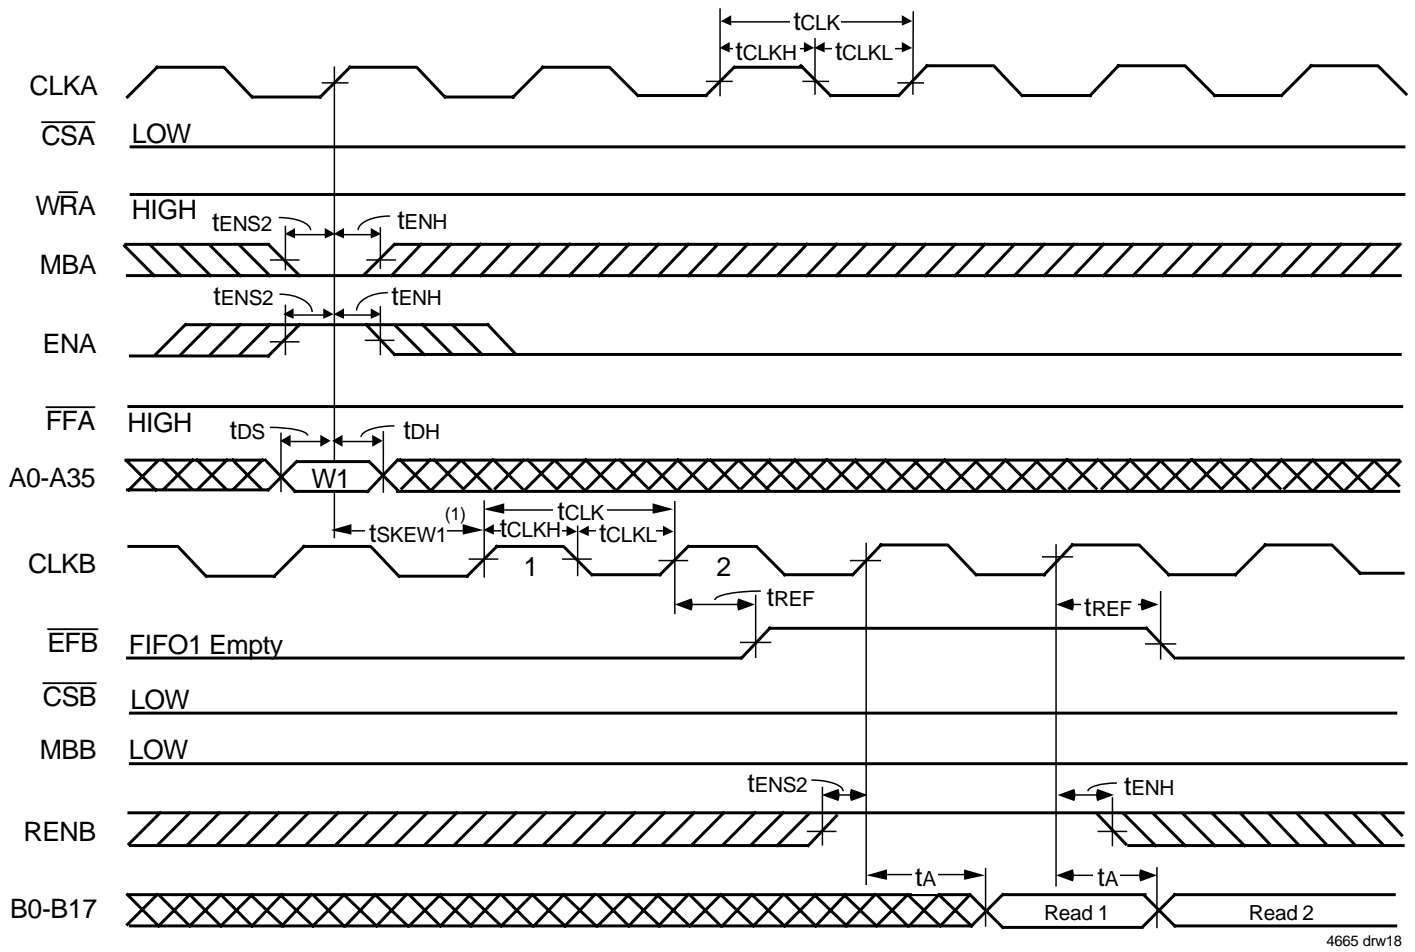 tCLK
tCLKH tCLKL
CLKA
CSA LOW
WRA HIGH
tENS2 tENH
MBA
tENS2 tENH
ENA
FFA HIGH
tDS tDH
A0-A35 W1
tSKEW1 (1) tCLK
tCLKH tCLKL
CLKB 1 2
tREF tREF
EFB FIFO1 Empty
CSB LOW
MBB LOW
tENS2 tENH
RENB
tA tA
B0-B17 Read 1 Read 2
4665 drw18